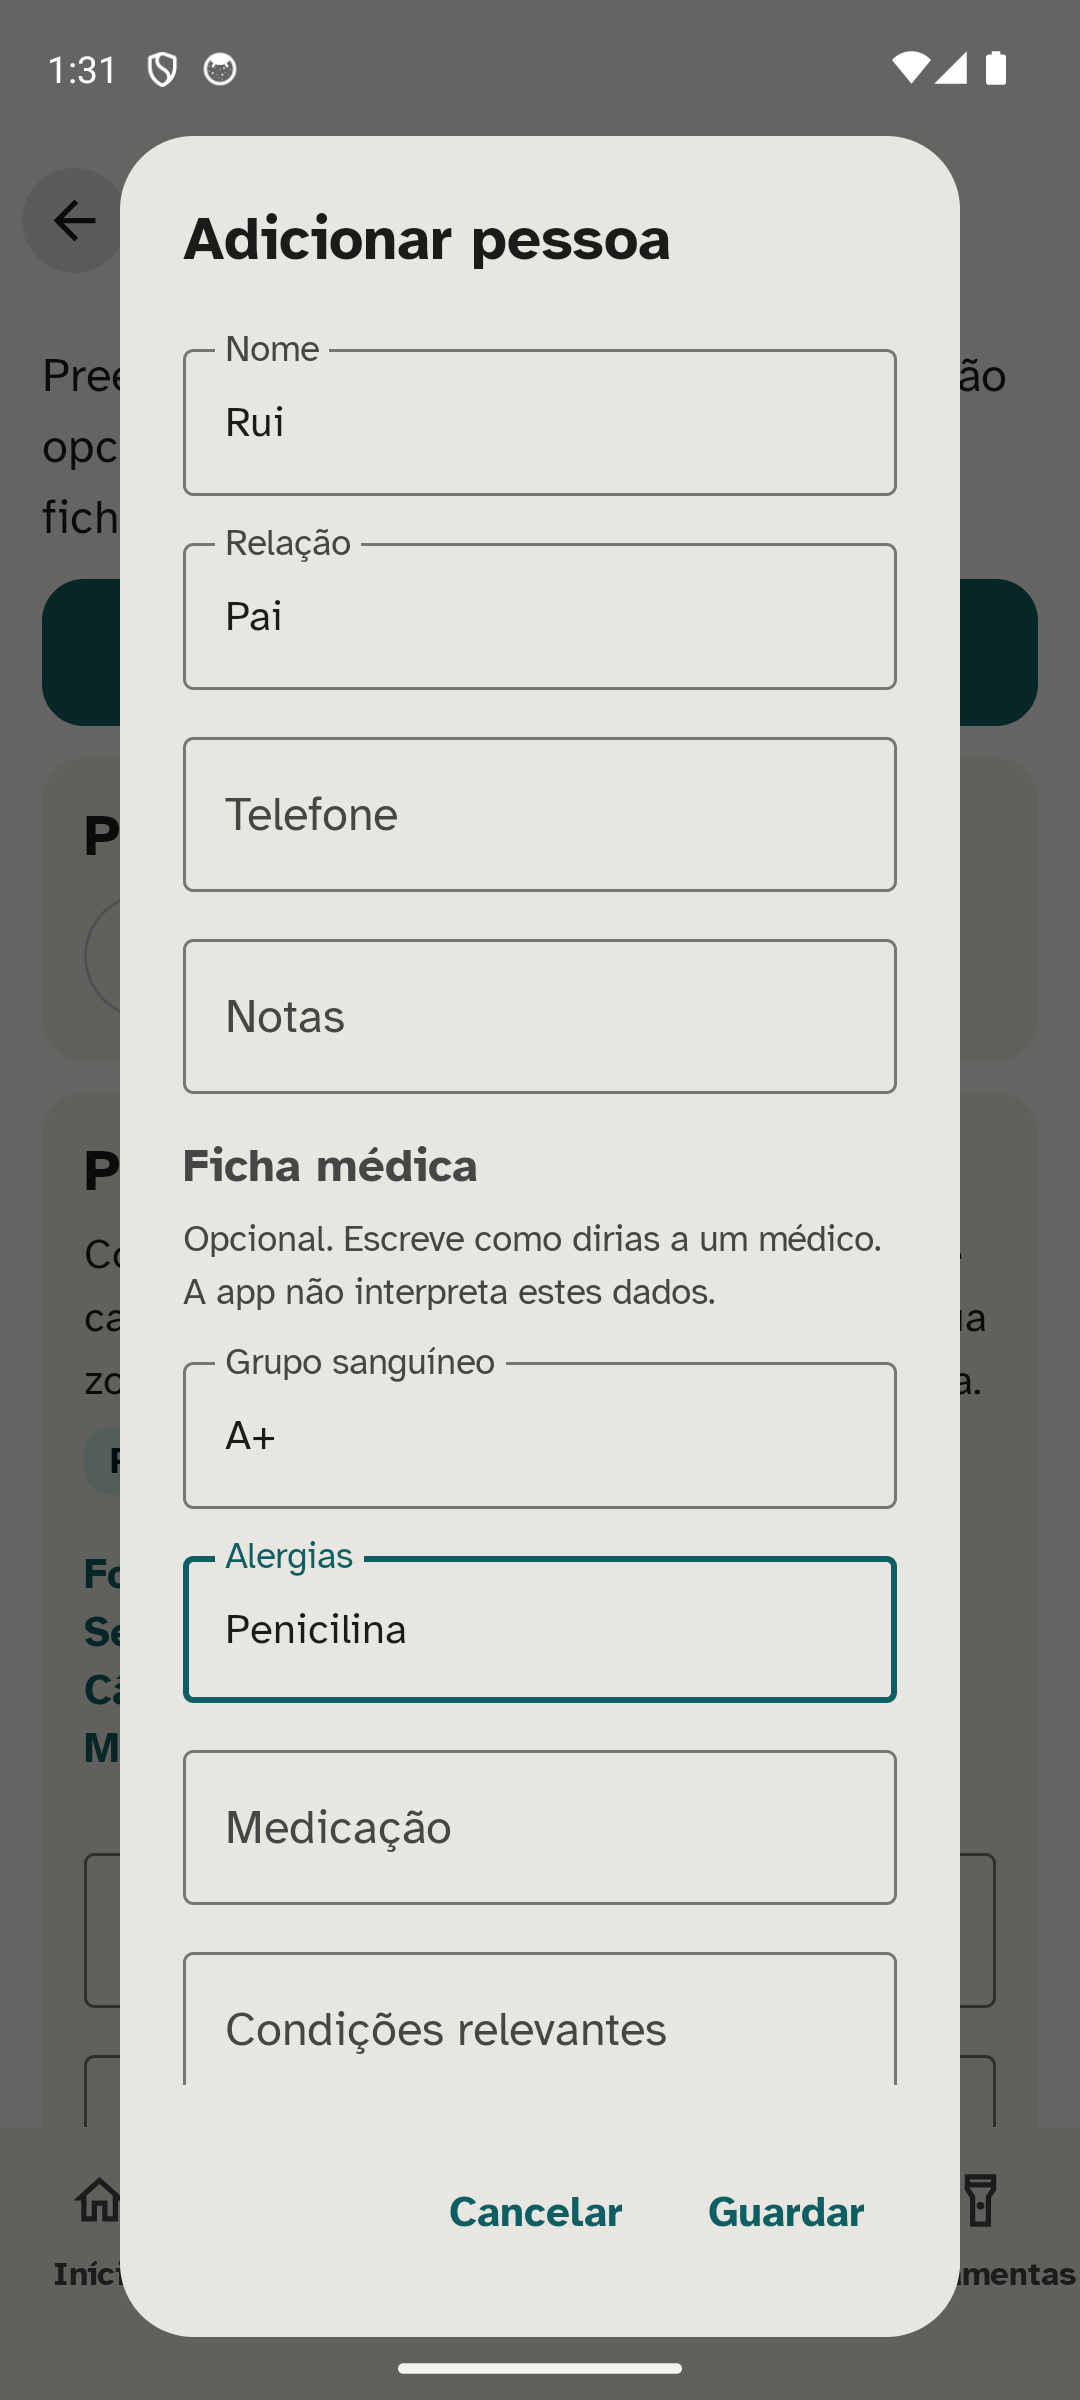 1:31
Adicionar pessoa
Nome
Rui
Relação
Pai
Telefone
Notas
Ficha médica
Opcional. Escreve como dirias a um médico.
A app não interpreta estes dados.
Grupo sanguíneo
A+
Alergias
Penicilina
Medicação
Condições relevantes
Cancelar
Guardar